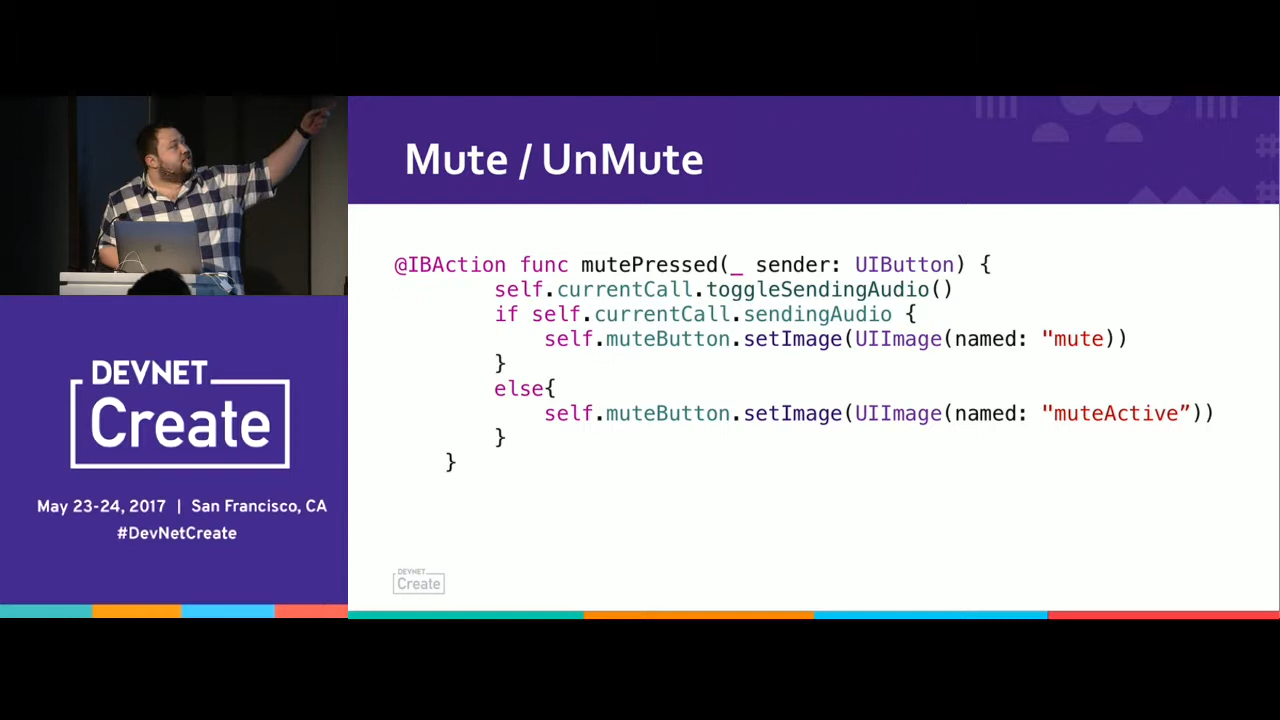 Mute / UnMute
@IBAction func mutePressed(_ sender: UIButton) {
self.currentCall.toggleSendingAudio()
if self.currentCall.sendingAudio {
self.muteButton.setImage(UIImage(named: "mute))
}
else{
self.muteButton.setImage(UIImage(named: "muteActive”))
}
}
DEVNET
Create
May 23-24, 2017 | San Francisco, CA
#DevNetCreate
DEVNET
Create